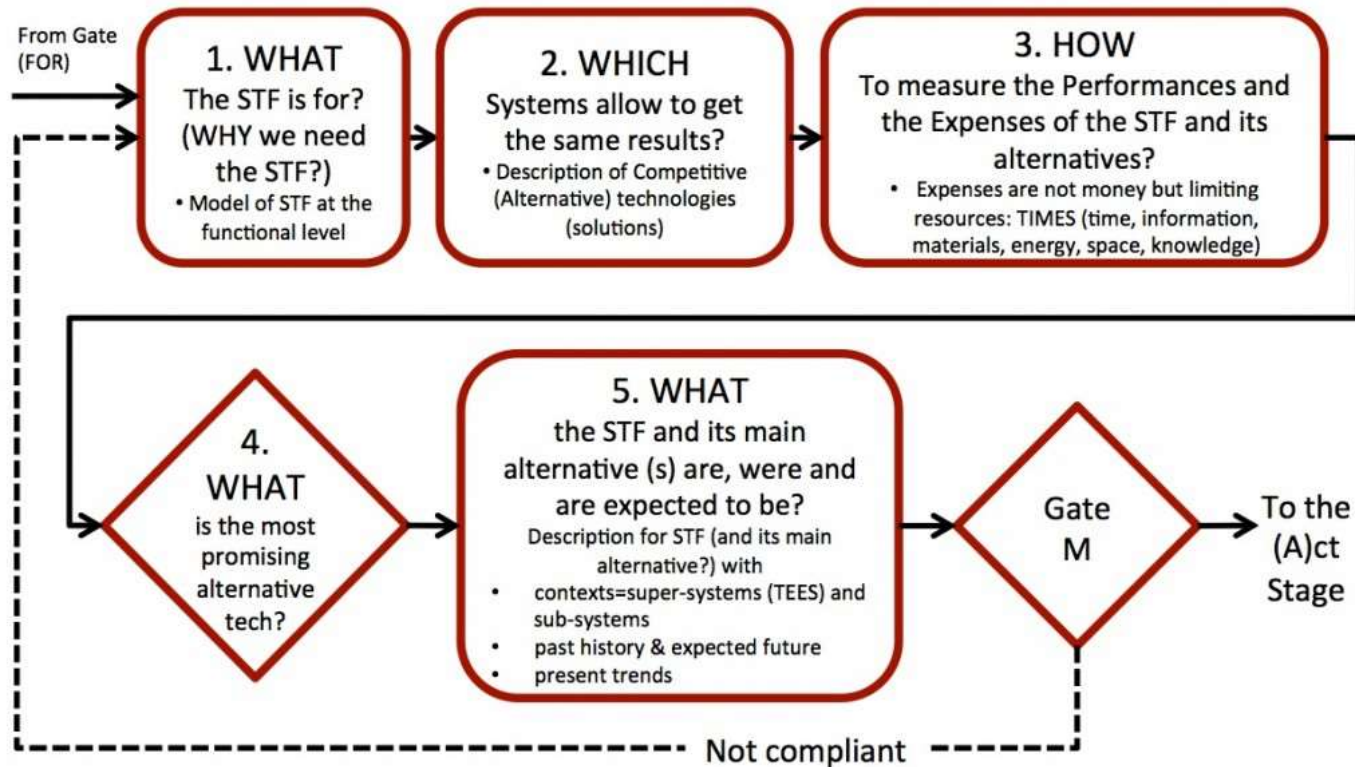 From Gate
(FOR)
1. WHAT
The STF is for?
(WHY we need
the STF?)
• Model of STF at the
functional level
2. WHICH
Systems allow to get
the same results?
• Description of Competitive
(Alternative) technologies
(solutions)
3. HOW
To measure the Performances and
the Expenses of the STF and its
alternatives?
• Expenses are not money but limiting
resources: TIMES (time, information,
materials, energy, space, knowledge)
4.
WHAT
is the most
promising
alternative
tech?
5. WHAT
the STF and its main
alternative (s) are, were and
are expected to be?
Description for STF (and its main
alternative?) with
• contexts=super-systems (TEES) and
sub-systems
• past history & expected future
• present trends
Gate
M
To the
(A)ct
Stage
Not compliant